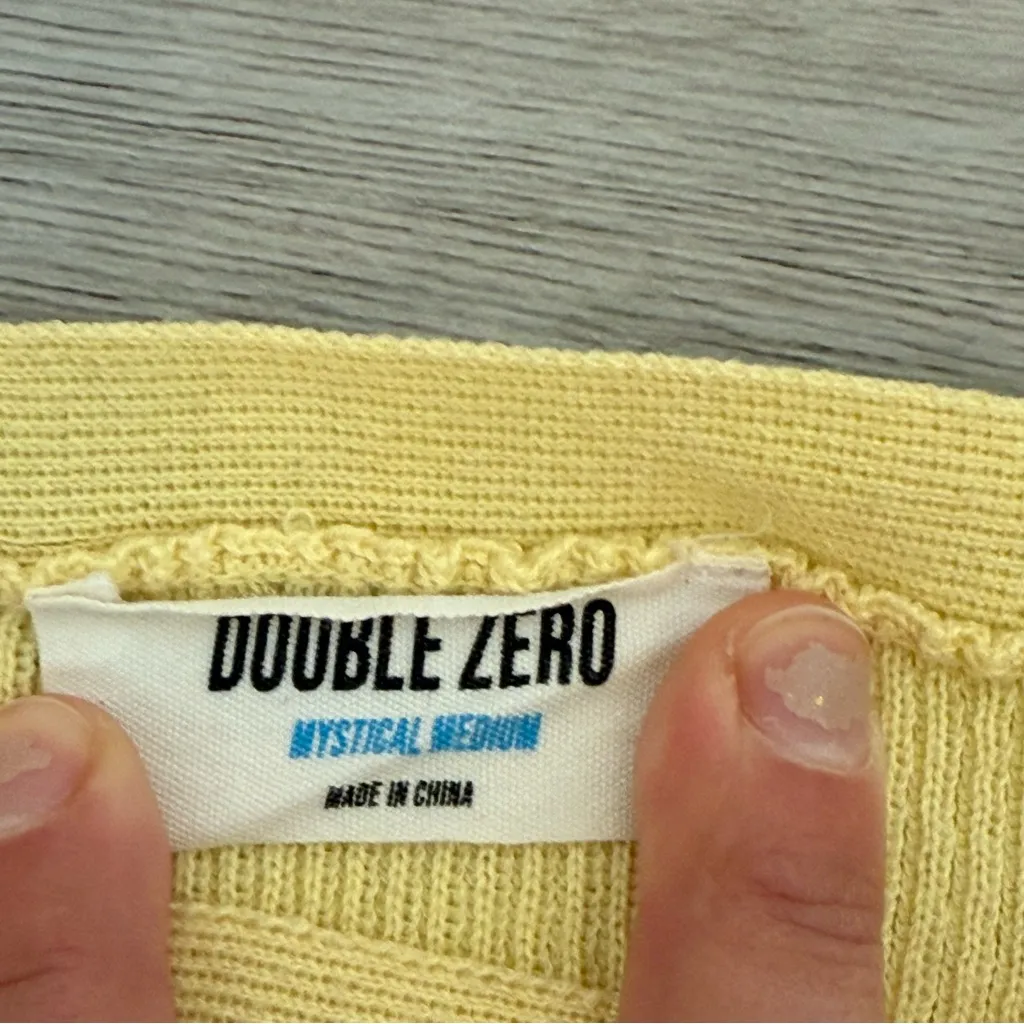 DOUBLE ZERO
MYSTICAL MEDIUM
MADE IN CHINA